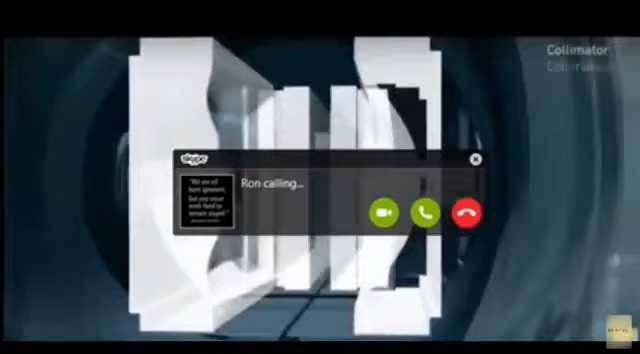 Collimator
skype
Ron calling...
"We are all
born ignorant,
but one must
work hard to
remain stupid."